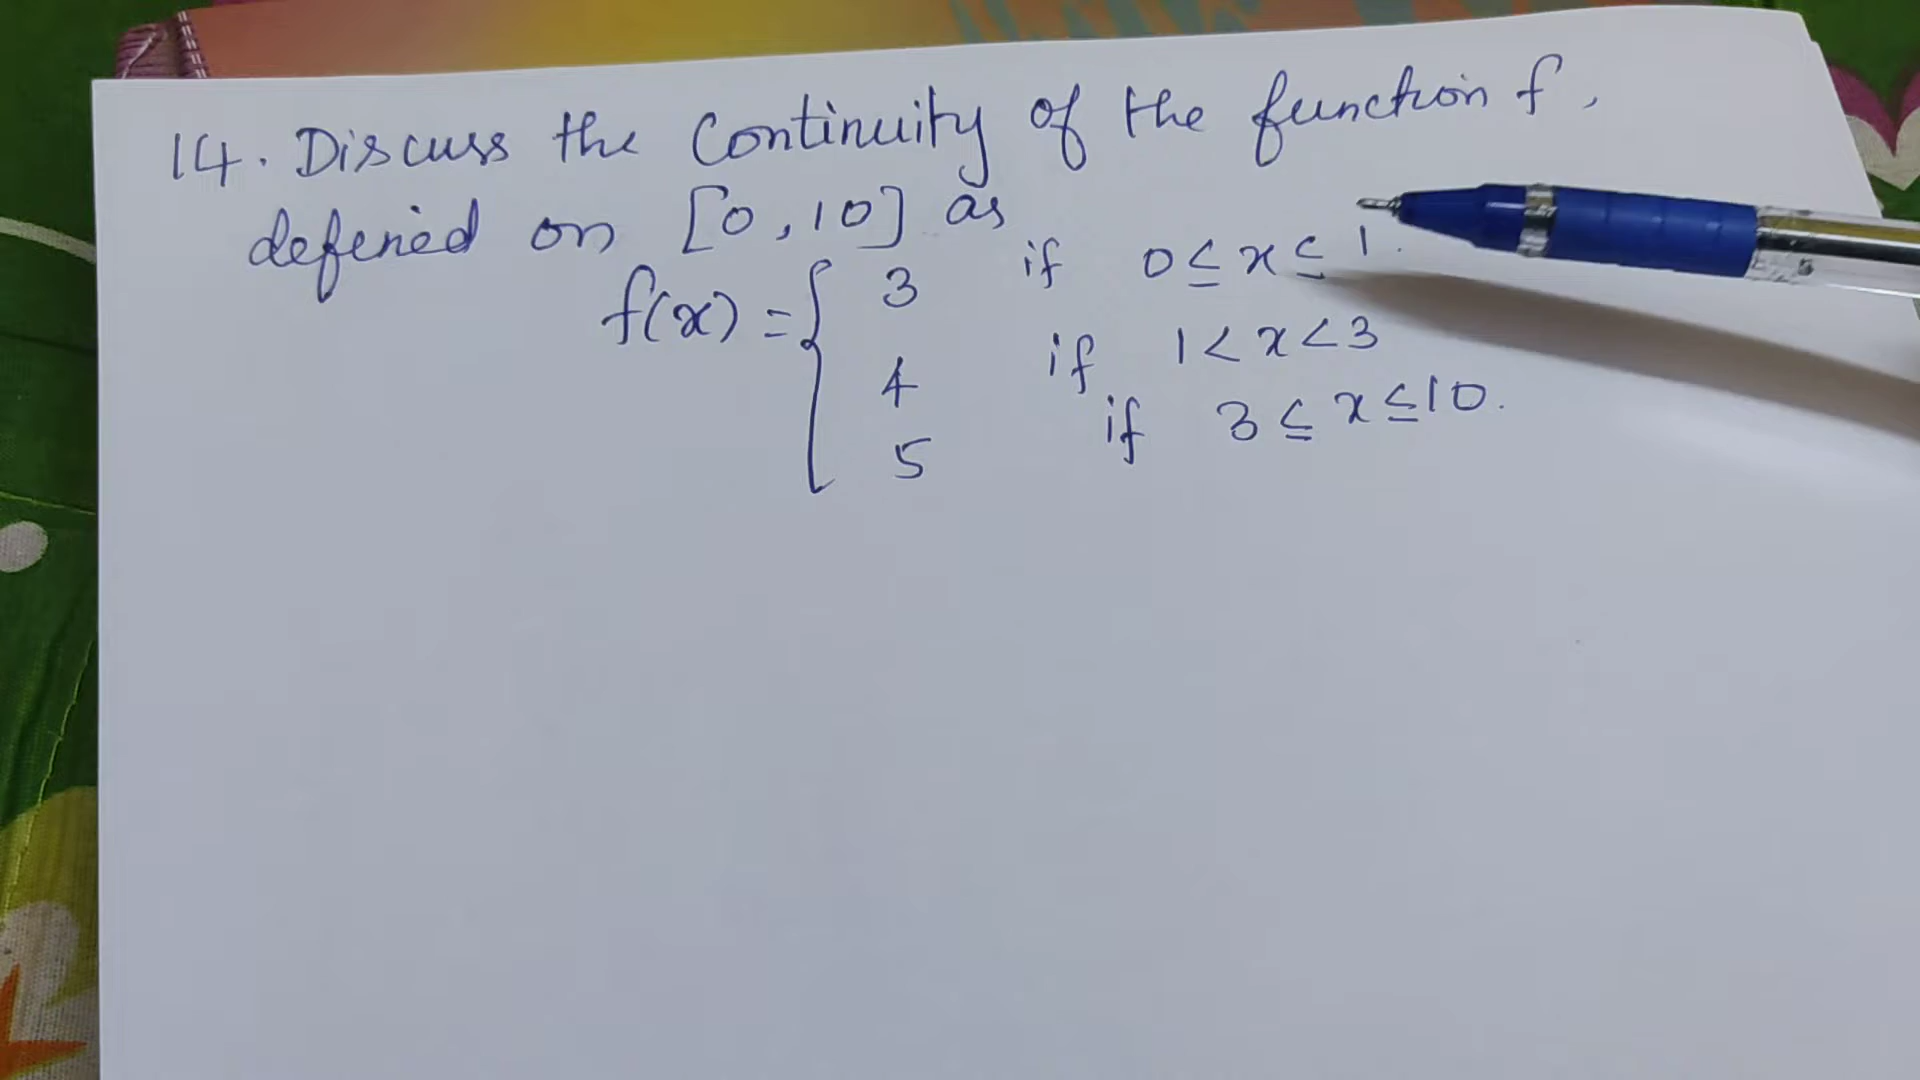 14. Discuss the Continuity of the function f,
defined on [0,10] as
f(x) = { 3 if 0 ≤ x ≤ 1.
4 if 1 < x < 3
5 if 3 ≤ x ≤ 10.